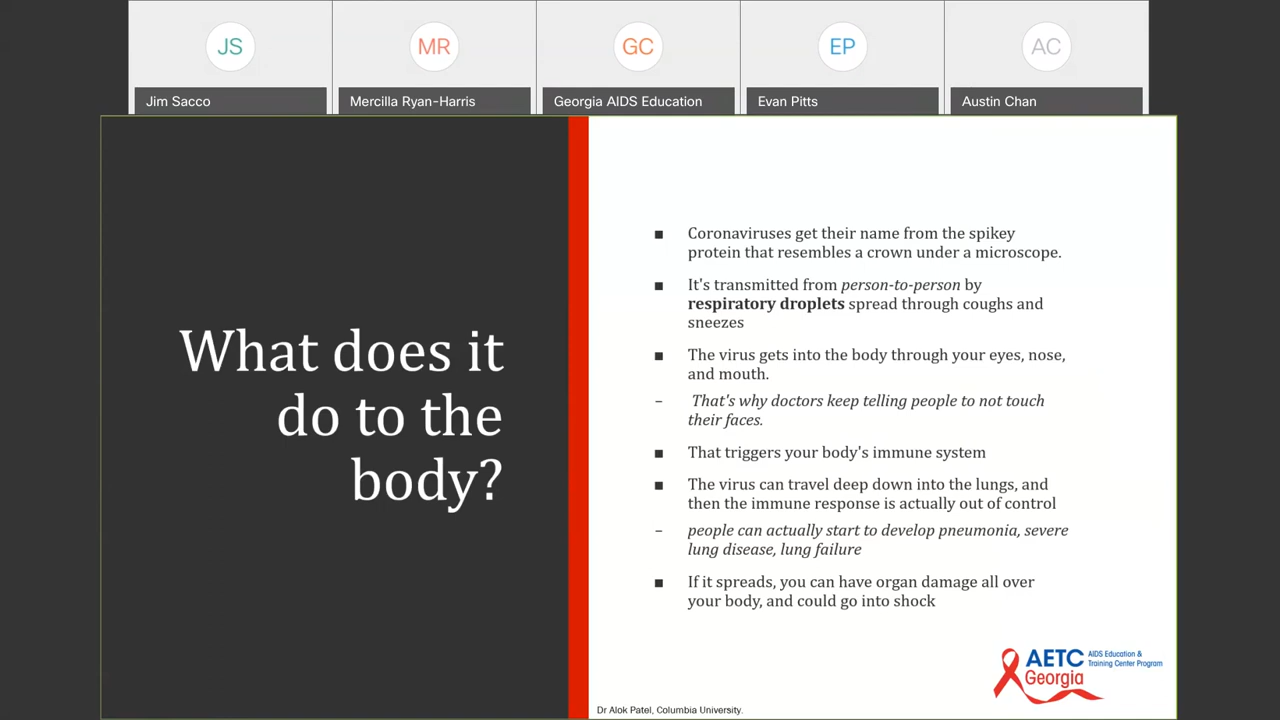 JS MR GC EP AC
Jim Sacco Mercilla Ryan-Harris Georgia AIDS Education Evan Pitts Austin Chan
What does it
do to the
body?
■ Coronaviruses get their name from the spikey
protein that resembles a crown under a microscope.
■ It's transmitted from person-to-person by
respiratory droplets spread through coughs and
sneezes
■ The virus gets into the body through your eyes, nose,
and mouth.
– That's why doctors keep telling people to not touch
their faces.
■ That triggers your body's immune system
■ The virus can travel deep down into the lungs, and
then the immune response is actually out of control
– people can actually start to develop pneumonia, severe
lung disease, lung failure
■ If it spreads, you can have organ damage all over
your body, and could go into shock
AETC AIDS Education &
Training Center Program
Georgia
Dr Alok Patel, Columbia University.